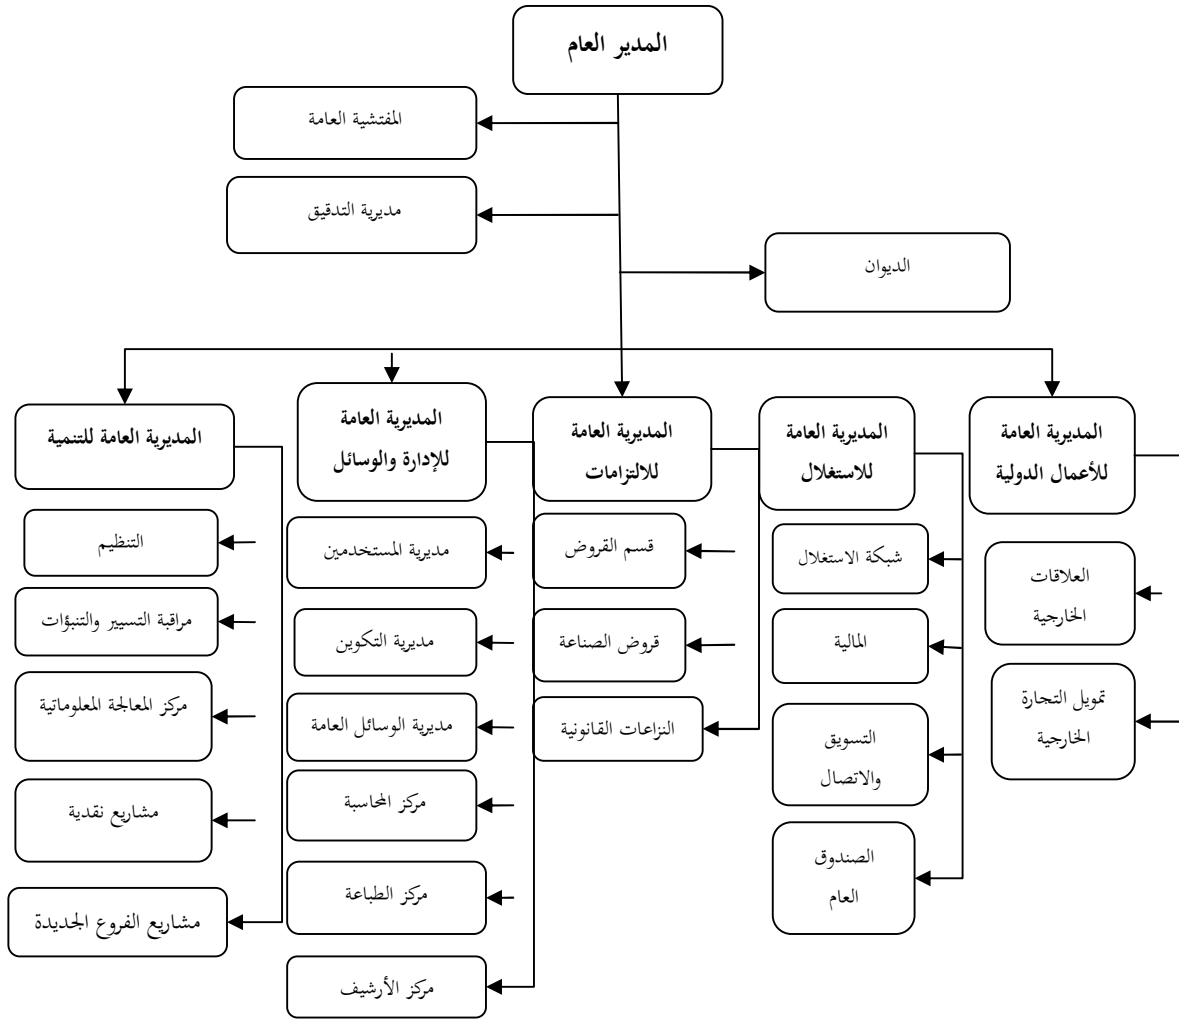 المدير العام
المفتشية العامة
مديرية التدقيق
الديوان
المديرية العامة
للأعمال الدولية
العلاقات
الخارجية
تمويل التجارة
الخارجية
المديرية العامة
للاستغلال
شبكة الاستغلال
المالية
التسويق
والاتصال
الصندوق
العام
المديرية العامة
للالتزامات
قسم القروض
قروض الصناعة
النزاعات القانونية
المديرية العامة
للإدارة والوسائل
مديرية المستخدمين
مديرية التكوين
مديرية الوسائل العامة
مركز المحاسبة
مركز الطباعة
مركز الأرشيف
المديرية العامة للتنمية
التنظيم
مراقبة التسيير والتنبؤات
مركز المعالجة المعلوماتية
مشاريع نقدية
مشاريع الفروع الجديدة